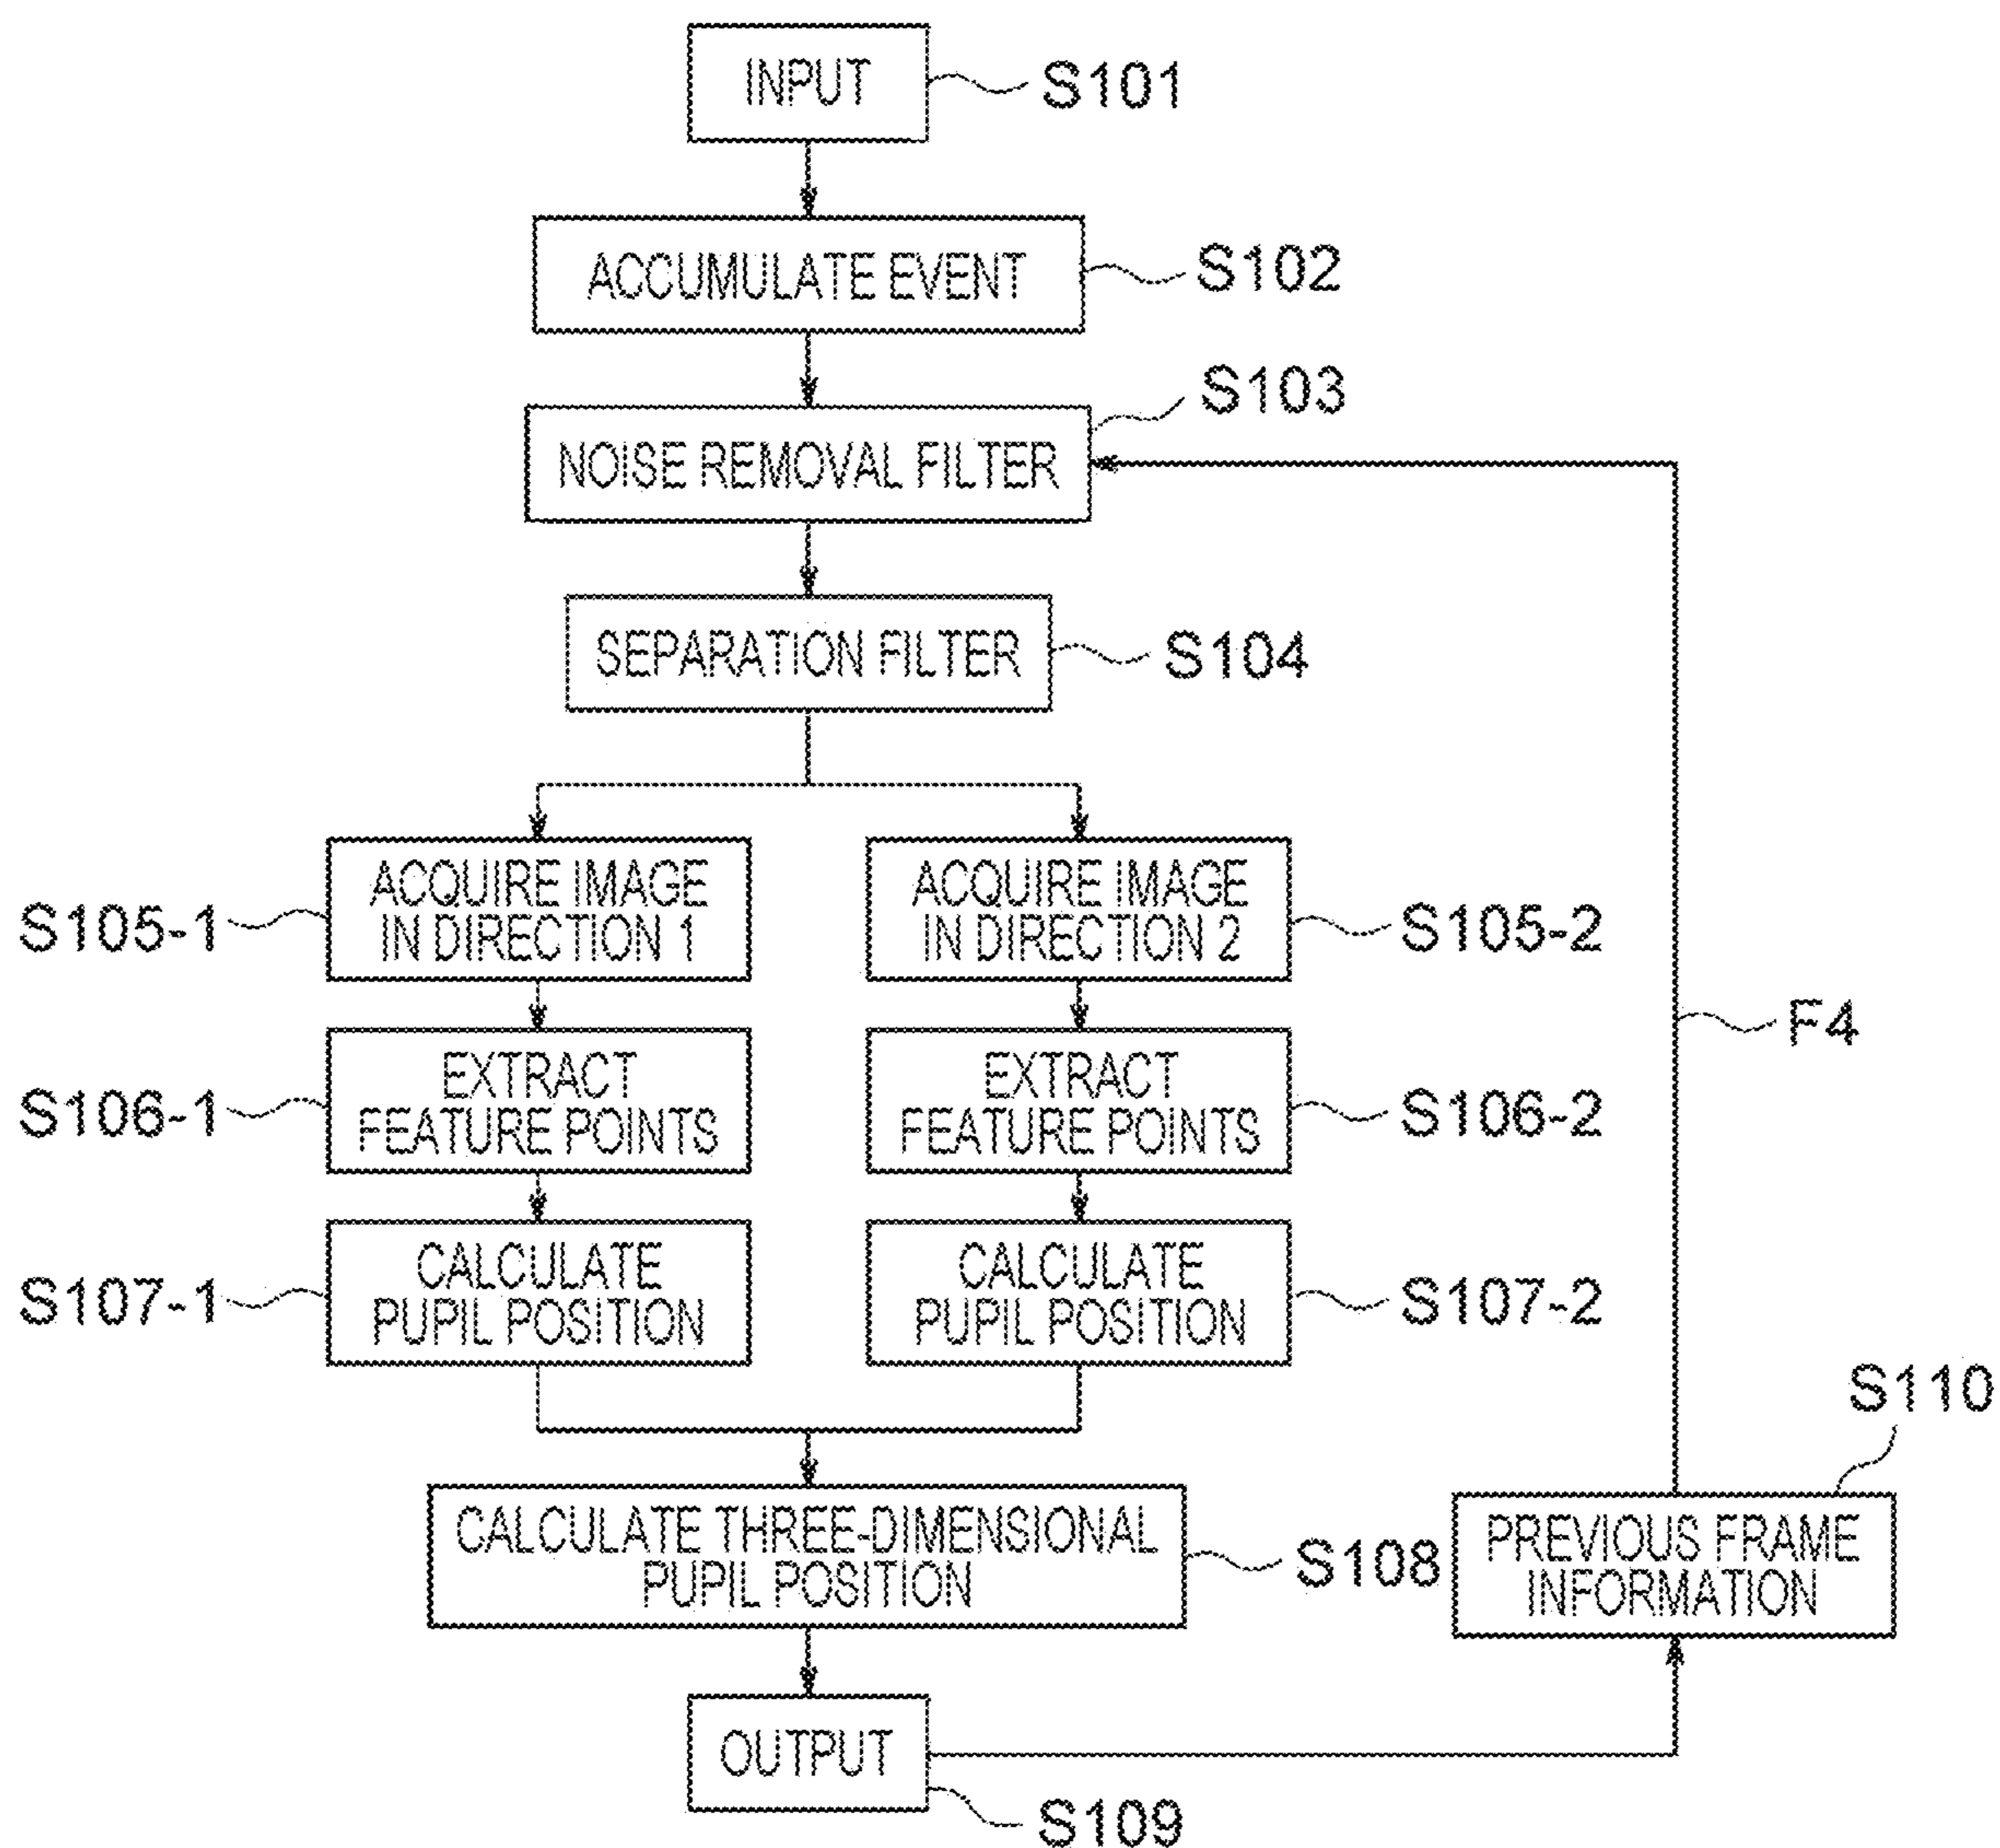 INPUT
S101
ACCUMULATE EVENT
S102
NOISE REMOVAL FILTER
S103
SEPARATION FILTER
S104
ACQUIRE IMAGE
IN DIRECTION 1
S105-1
ACQUIRE IMAGE
IN DIRECTION 2
S105-2
F4
EXTRACT
FEATURE POINTS
S106-1
EXTRACT
FEATURE POINTS
S106-2
CALCULATE
PUPIL POSITION
S107-1
CALCULATE
PUPIL POSITION
S107-2
CALCULATE THREE-DIMENSIONAL
PUPIL POSITION
S108
PREVIOUS FRAME
INFORMATION
S110
OUTPUT
S109